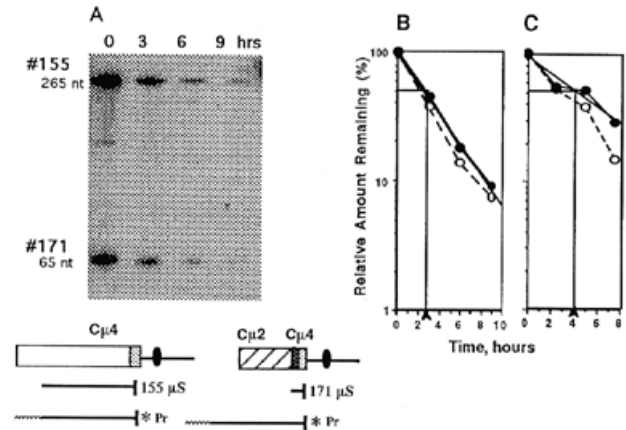 A
0 3 6 9 hrs
#155
265 nt
#171
65 nt
Cμ4
155 μS
* Pr
Cμ2 Cμ4
171 μS
* Pr
B
C
Relative Amount Remaining (%)
100
10
1
0 2 4 6 8 10
0 2 4 6 8
Time, hours